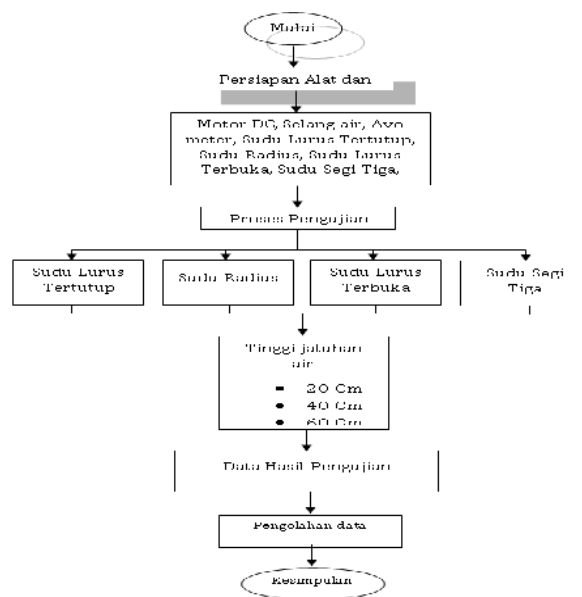 Mulai
Persiapan Alat dan
Motor DC, Selang air, Avo
meter, Sudu Lurus Tertutup,
Sudu Radius, Sudu Lurus
Terbuka, Sudu Segi Tiga,
Proses Pengujian
Sudu Lurus
Tertutup
Sudu Radius
Sudu Lurus
Terbuka
Sudu Segi
Tiga
Tinggi jatuhan
air
• 20 Cm
• 40 Cm
• 60 Cm
Data Hasil Pengujian
Pengolahan data
Kesimpulan